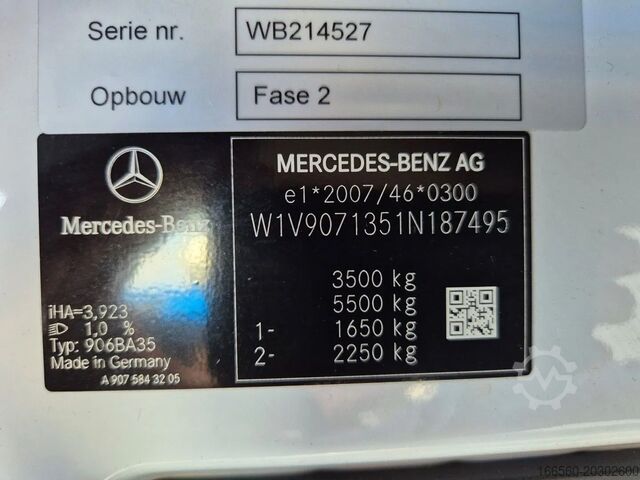 Serie nr. WB214527
Opbouw Fase 2
MERCEDES-BENZ AG
e1*2007/46*0300
W1V9071351N187495
Mercedes-Benz
3500 kg
5500 kg
1- 1650 kg
2- 2250 kg
iHA=3,923
1.0 %
Typ: 906BA35
Made in Germany
A 907 584 32 05
166560-20302600